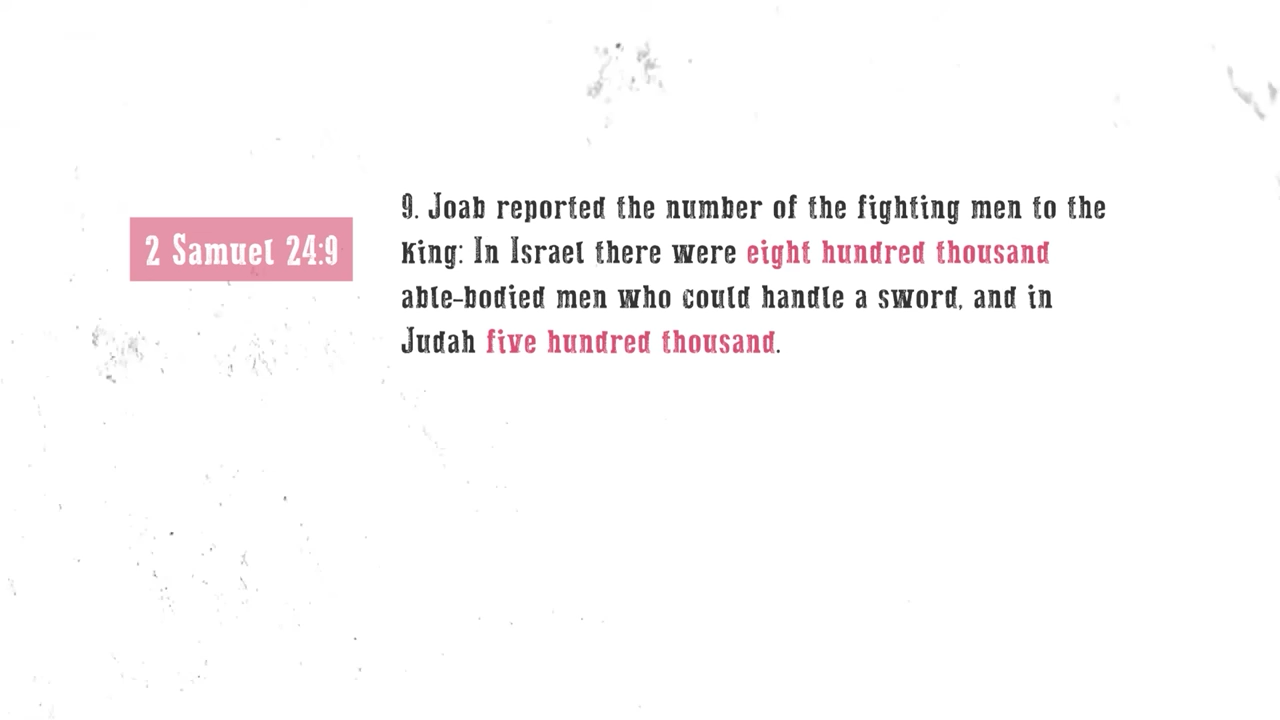 2 Samuel 24:9
9. Joab reported the number of the fighting men to the
King: In Israel there were eight hundred thousand
able-bodied men who could handle a sword, and in
Judah five hundred thousand.